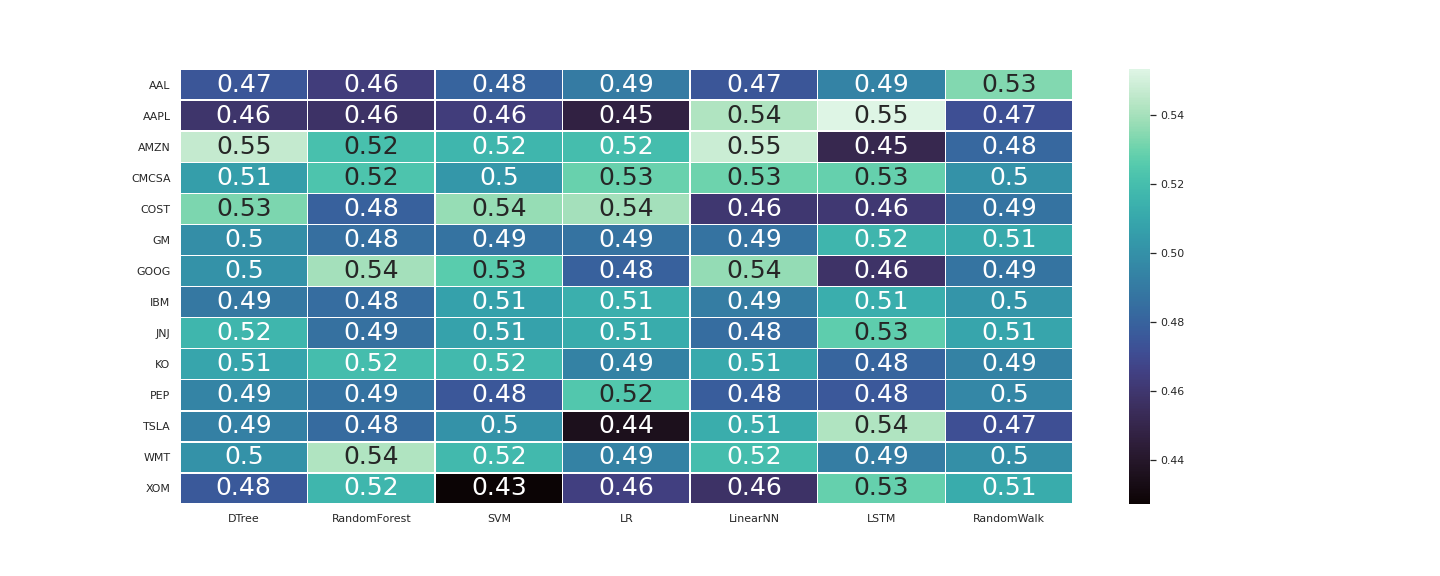 AAL 0.47 0.46 0.48 0.49 0.47 0.49 0.53
AAPL 0.46 0.46 0.46 0.45 0.54 0.55 0.47
AMZN 0.55 0.52 0.52 0.52 0.55 0.45 0.48
CMCSA 0.51 0.52 0.5 0.53 0.53 0.53 0.5
COST 0.53 0.48 0.54 0.54 0.46 0.46 0.49
GM 0.5 0.48 0.49 0.49 0.49 0.52 0.51
GOOG 0.5 0.54 0.53 0.48 0.54 0.46 0.49
IBM 0.49 0.48 0.51 0.51 0.49 0.51 0.5
JNJ 0.52 0.49 0.51 0.51 0.48 0.53 0.51
KO 0.51 0.52 0.52 0.49 0.51 0.48 0.49
PEP 0.49 0.49 0.48 0.52 0.48 0.48 0.5
TSLA 0.49 0.48 0.5 0.44 0.51 0.54 0.47
WMT 0.5 0.54 0.52 0.49 0.52 0.49 0.5
XOM 0.48 0.52 0.43 0.46 0.46 0.53 0.51
DTree RandomForest SVM LR LinearNN LSTM RandomWalk
0.54
0.52
0.50
0.48
0.46
0.44